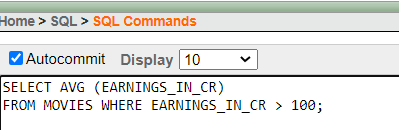 Home > SQL > SQL Commands
Autocommit Display 10
SELECT AVG (EARNINGS_IN_CR)
FROM MOVIES WHERE EARNINGS_IN_CR > 100;